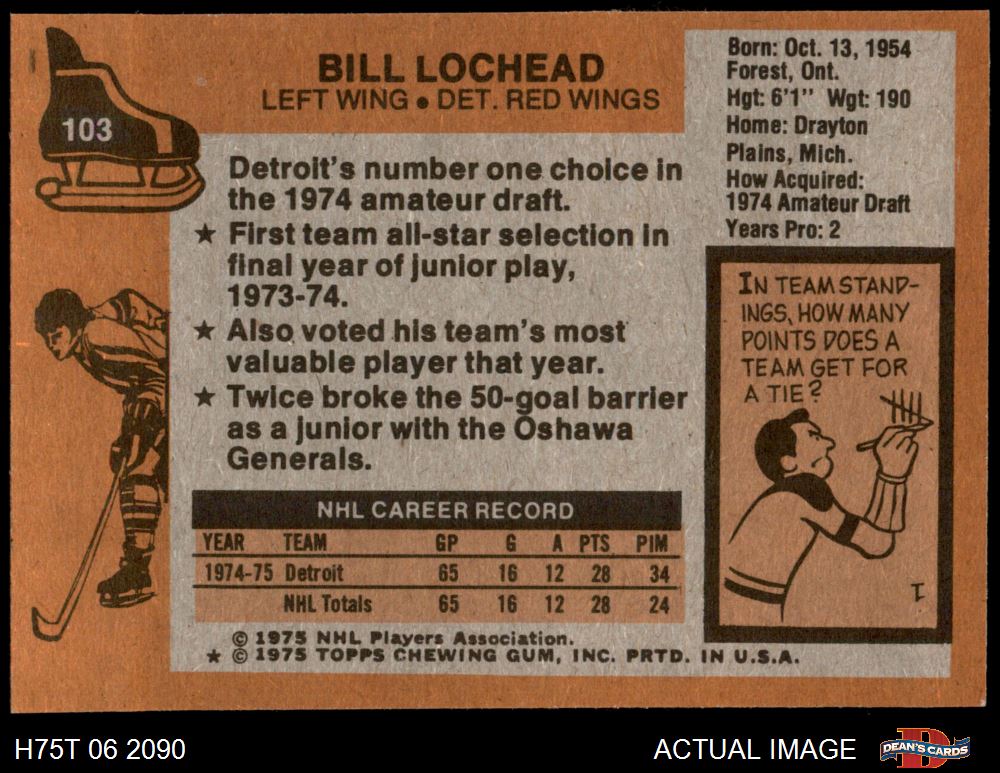 103
BILL LOCHEAD
LEFT WING ● DET. RED WINGS
Born: Oct. 13, 1954
Forest, Ont.
Hgt: 6'1" Wgt: 190
Home: Drayton
Plains, Mich.
How Acquired:
1974 Amateur Draft
Years Pro: 2
Detroit's number one choice in
the 1974 amateur draft.
★ First team all-star selection in
final year of junior play,
1973-74.
★ Also voted his team's most
valuable player that year.
★ Twice broke the 50-goal barrier
as a junior with the Oshawa
Generals.
IN TEAM STAND-
INGS, HOW MANY
POINTS DOES A
TEAM GET FOR
A TIE?
I
NHL CAREER RECORD
YEAR TEAM GP G A PTS PIM
1974-75 Detroit 65 16 12 28 34
NHL Totals 65 16 12 28 24
© 1975 NHL Players Association.
★ © 1975 TOPPS CHEWING GUM, INC. PRTD. IN U.S.A.
H75T 06 2090
ACTUAL IMAGE
DEAN'S CARDS